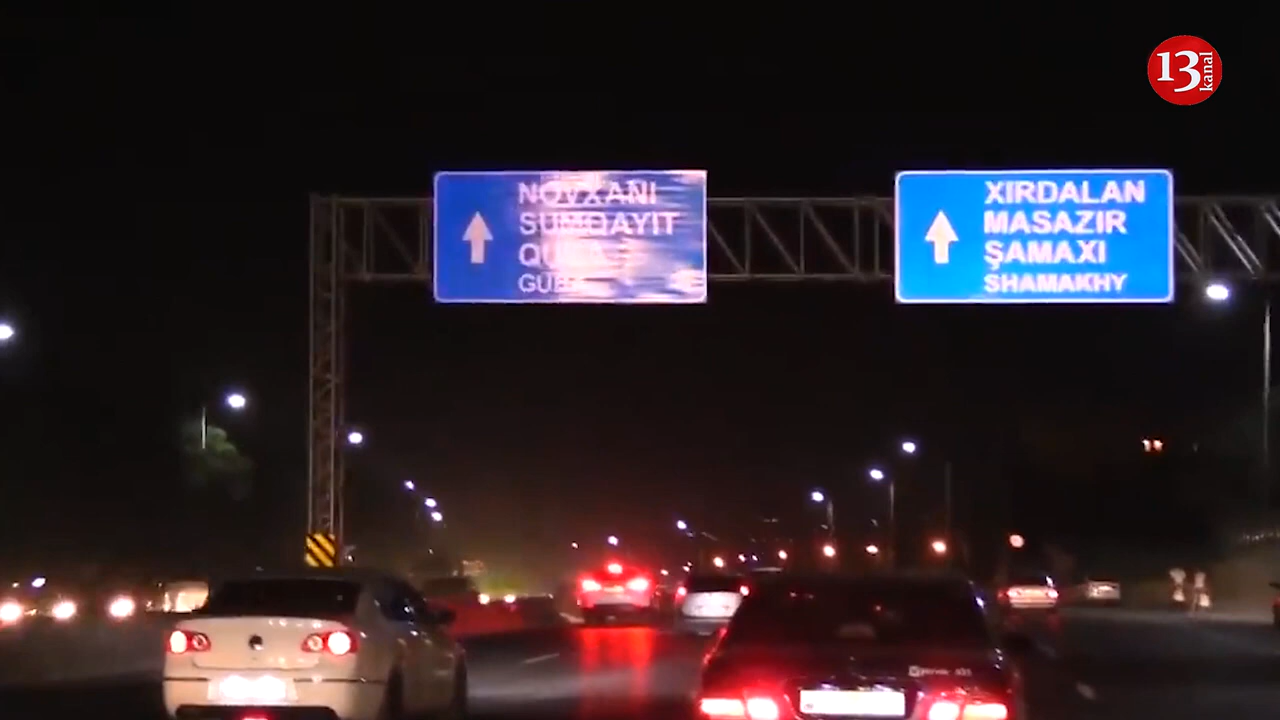 13
kanal
NOVXANI
SUMQAYIT
XIRDALAN
MASAZIR
ŞAMAXI
SHAMAKHY